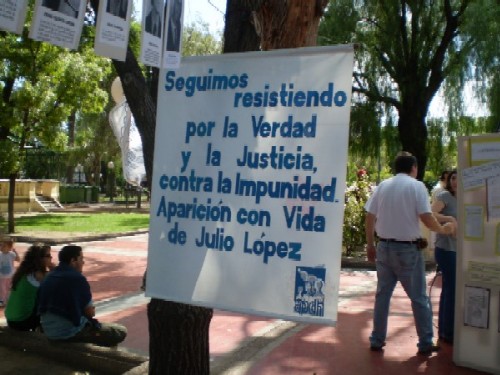 Seguimos
resistiendo
por la Verdad
y la Justicia,
contra la Impunidad.
Aparición con Vida
de Julio López